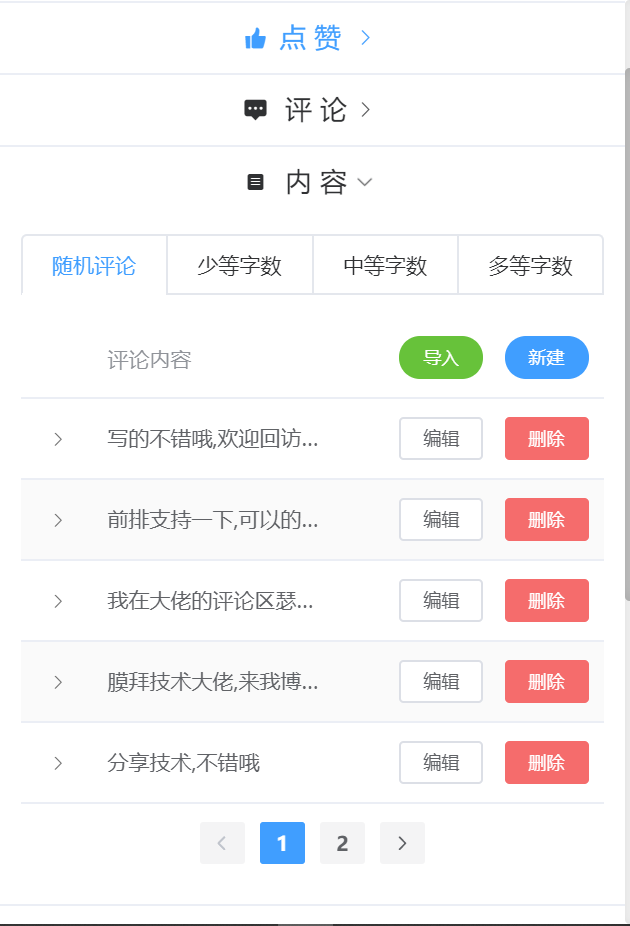 点 赞
评 论
内 容
随机评论 少等字数 中等字数 多等字数
评论内容 导入 新建
写的不错哦,欢迎回访... 编辑 删除
前排支持一下,可以的... 编辑 删除
我在大佬的评论区瑟... 编辑 删除
膜拜技术大佬,来我博... 编辑 删除
分享技术,不错哦 编辑 删除
1 2